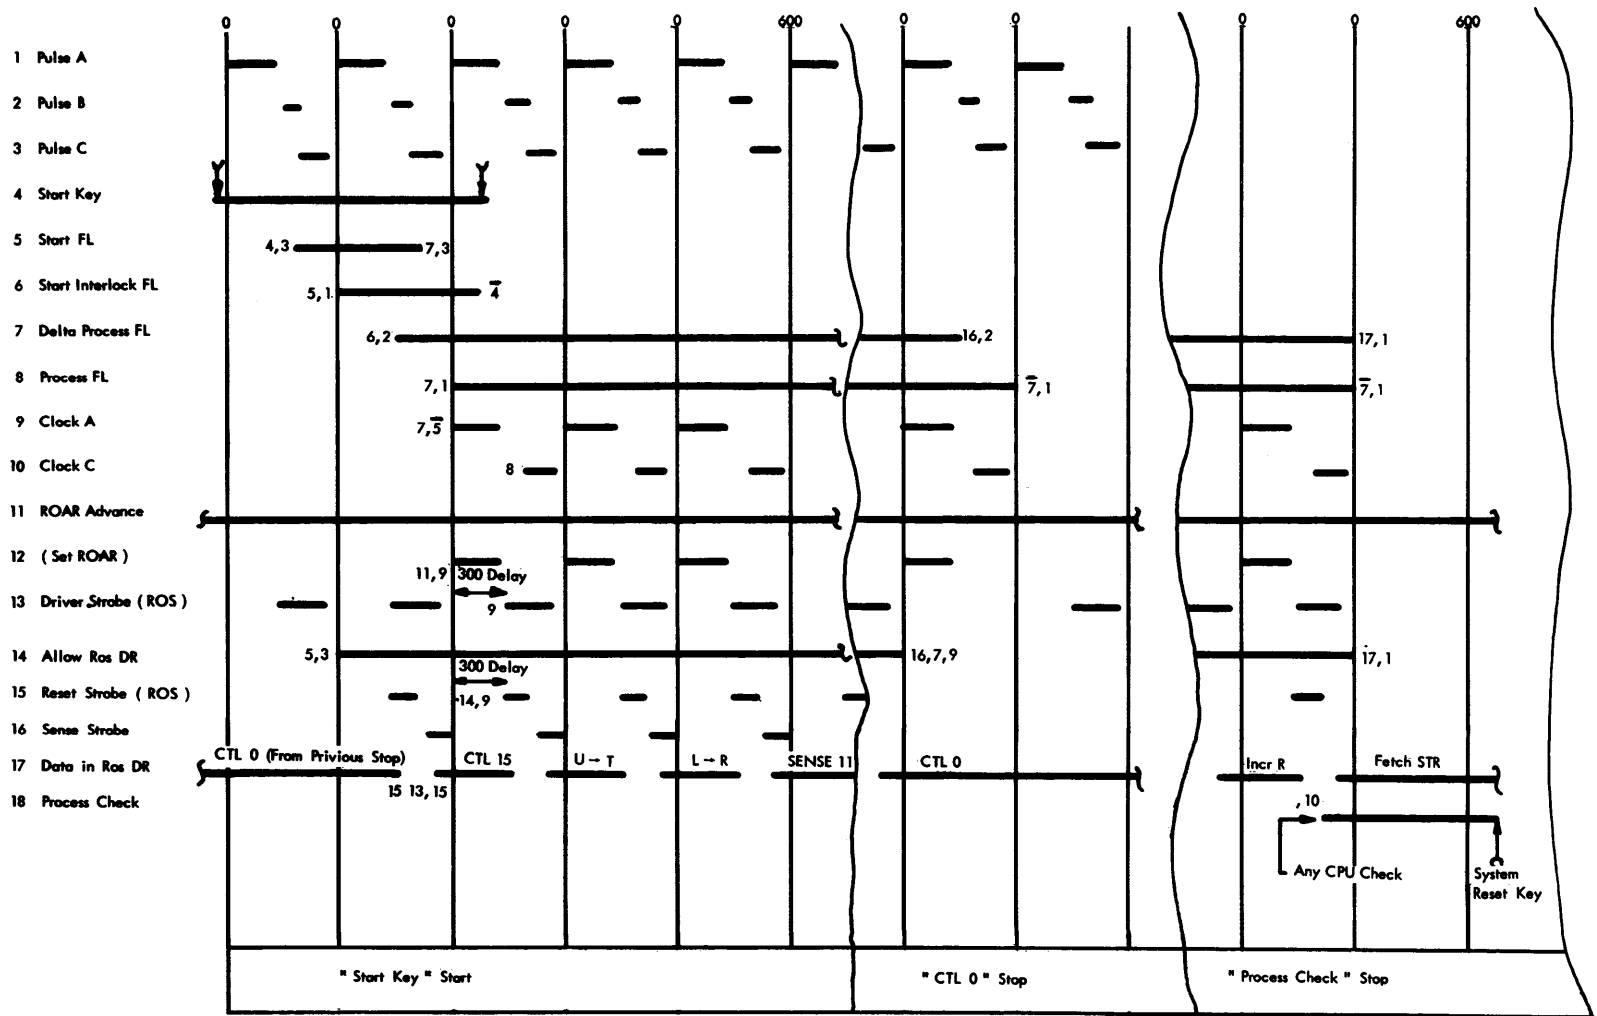 0 0 0 0 0 600 0 0 0 0 600
1 Pulse A
2 Pulse B
3 Pulse C
4 Start Key
5 Start FL 4,3 7,3
6 Start Interlock FL 5,1 4̅
7 Delta Process FL 6,2 16,2 17,1
8 Process FL 7,1 7̅,1 7̅,1
9 Clock A 7,5̅
10 Clock C 8
11 ROAR Advance
12 (Set ROAR) 11,9 300 Delay
13 Driver Strobe (ROS) 9
14 Allow Ros DR 5,3 16,7,9 17,1
300 Delay
15 Reset Strobe (ROS) 14,9
16 Sense Strobe
17 Data in Ros DR CTL 0 (From Privious Stop) CTL 15 U→T L→R SENSE 11 CTL 0 Incr R Fetch STR
15 13,15
18 Process Check , 10
Any CPU Check
System
Reset Key
" Start Key " Start " CTL 0 " Stop " Process Check " Stop